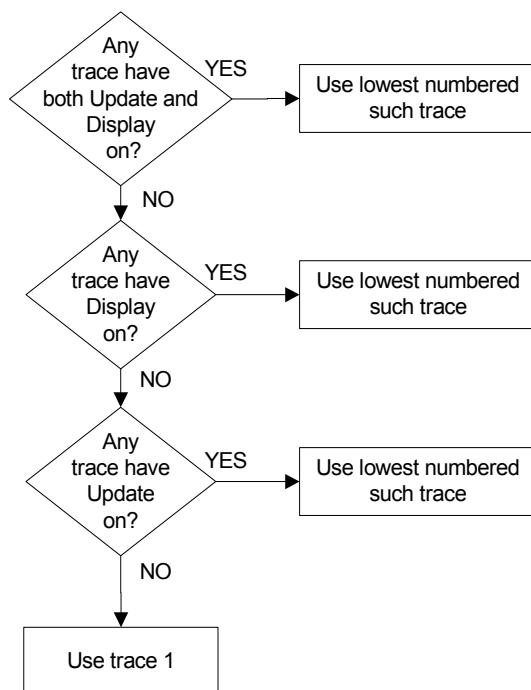 Any
trace have
both Update and
Display
on?
YES
Use lowest numbered
such trace
NO
Any
trace have
Display
on?
YES
Use lowest numbered
such trace
NO
Any
trace have
Update
on?
YES
Use lowest numbered
such trace
NO
Use trace 1